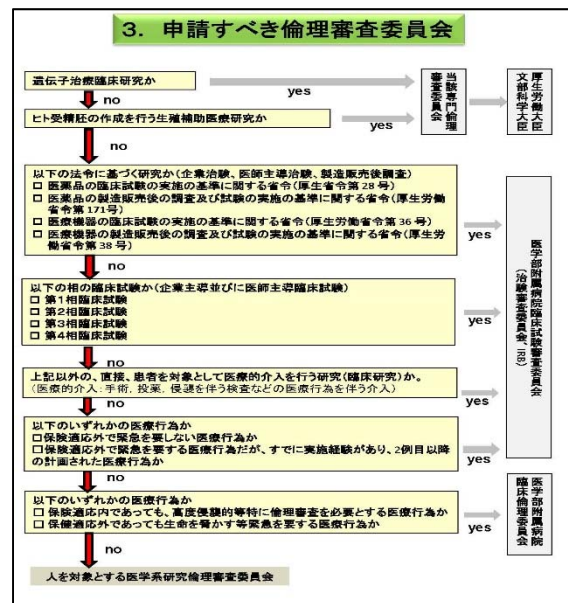 3. 申請すべき倫理審査委員会
遺伝子治療臨床研究か
yes
当該専門倫理
審査委員会
厚生労働大臣
文部科学大臣
no
ヒト受精胚の作成を行う生殖補助医療研究か
yes
no
以下の法令に基づく研究か(企業治験、医師主導治験、製造販売後調査)
□ 医薬品の臨床試験の実施の基準に関する省令(厚生省令第28号)
□ 医薬品の製造販売後の調査及び試験の実施の基準に関する省令(厚生労働
省令第171号)
□ 医療機器の臨床試験の実施の基準に関する省令(厚生労働省令第36号)
□ 医療機器の製造販売後の調査及び試験の実施の基準に関する省令(厚生労
働省令第38号)
yes
no
以下の相の臨床試験か(企業主導並びに医師主導臨床試験)
□ 第1相臨床試験
□ 第2相臨床試験
□ 第3相臨床試験
□ 第4相臨床試験
yes
医学部附属病院臨床試験審査委員会
(治験審査委員会、IRB)
no
上記以外の、直接、患者を対象として医療的介入を行う研究(臨床研究)か。
(医療的介入:手術、投薬、侵襲を伴う検査などの医療行為を伴う介入)
yes
no
以下のいずれかの医療行為か
□保険適応外で緊急を要しない医療行為か
□保険適応外で緊急を要する医療行為だが、すでに実施経験があり、2例目以降
の計画された医療行為か
yes
no
以下のいずれかの医療行為か
□保険適応内であっても、高度侵襲的等特に倫理審査を必要とする医療行為か
□保健適応外であっても生命を脅かす等緊急を要する医療行為か
yes
医学部附属病院
臨床倫理委員会
no
人を対象とする医学系研究倫理審査委員会